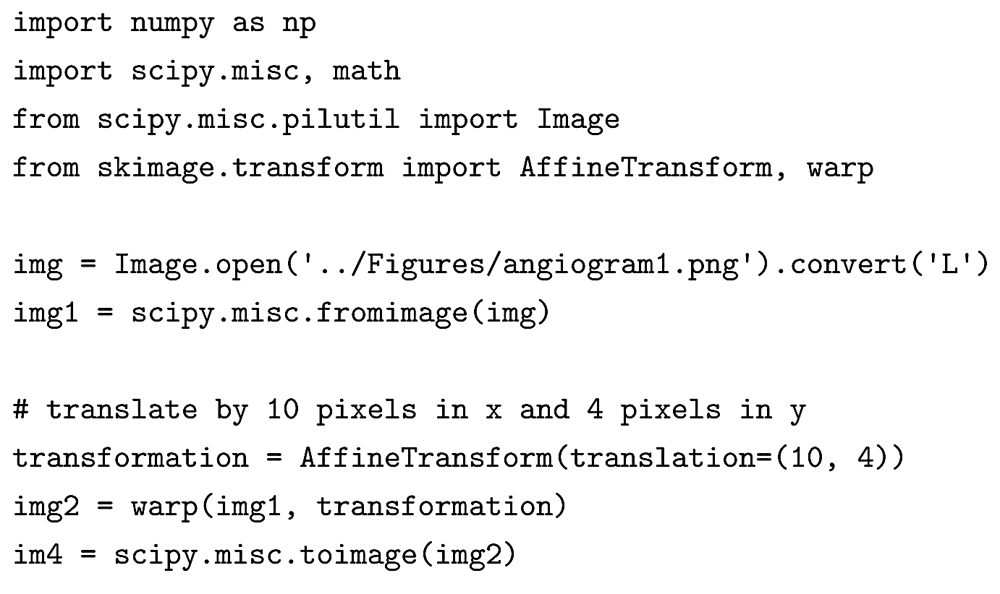 import numpy as np
import scipy.misc, math
from scipy.misc.pilutil import Image
from skimage.transform import AffineTransform, warp

img = Image.open('../Figures/angiogram1.png').convert('L')
img1 = scipy.misc.fromimage(img)

# translate by 10 pixels in x and 4 pixels in y
transformation = AffineTransform(translation=(10, 4))
img2 = warp(img1, transformation)
im4 = scipy.misc.toimage(img2)